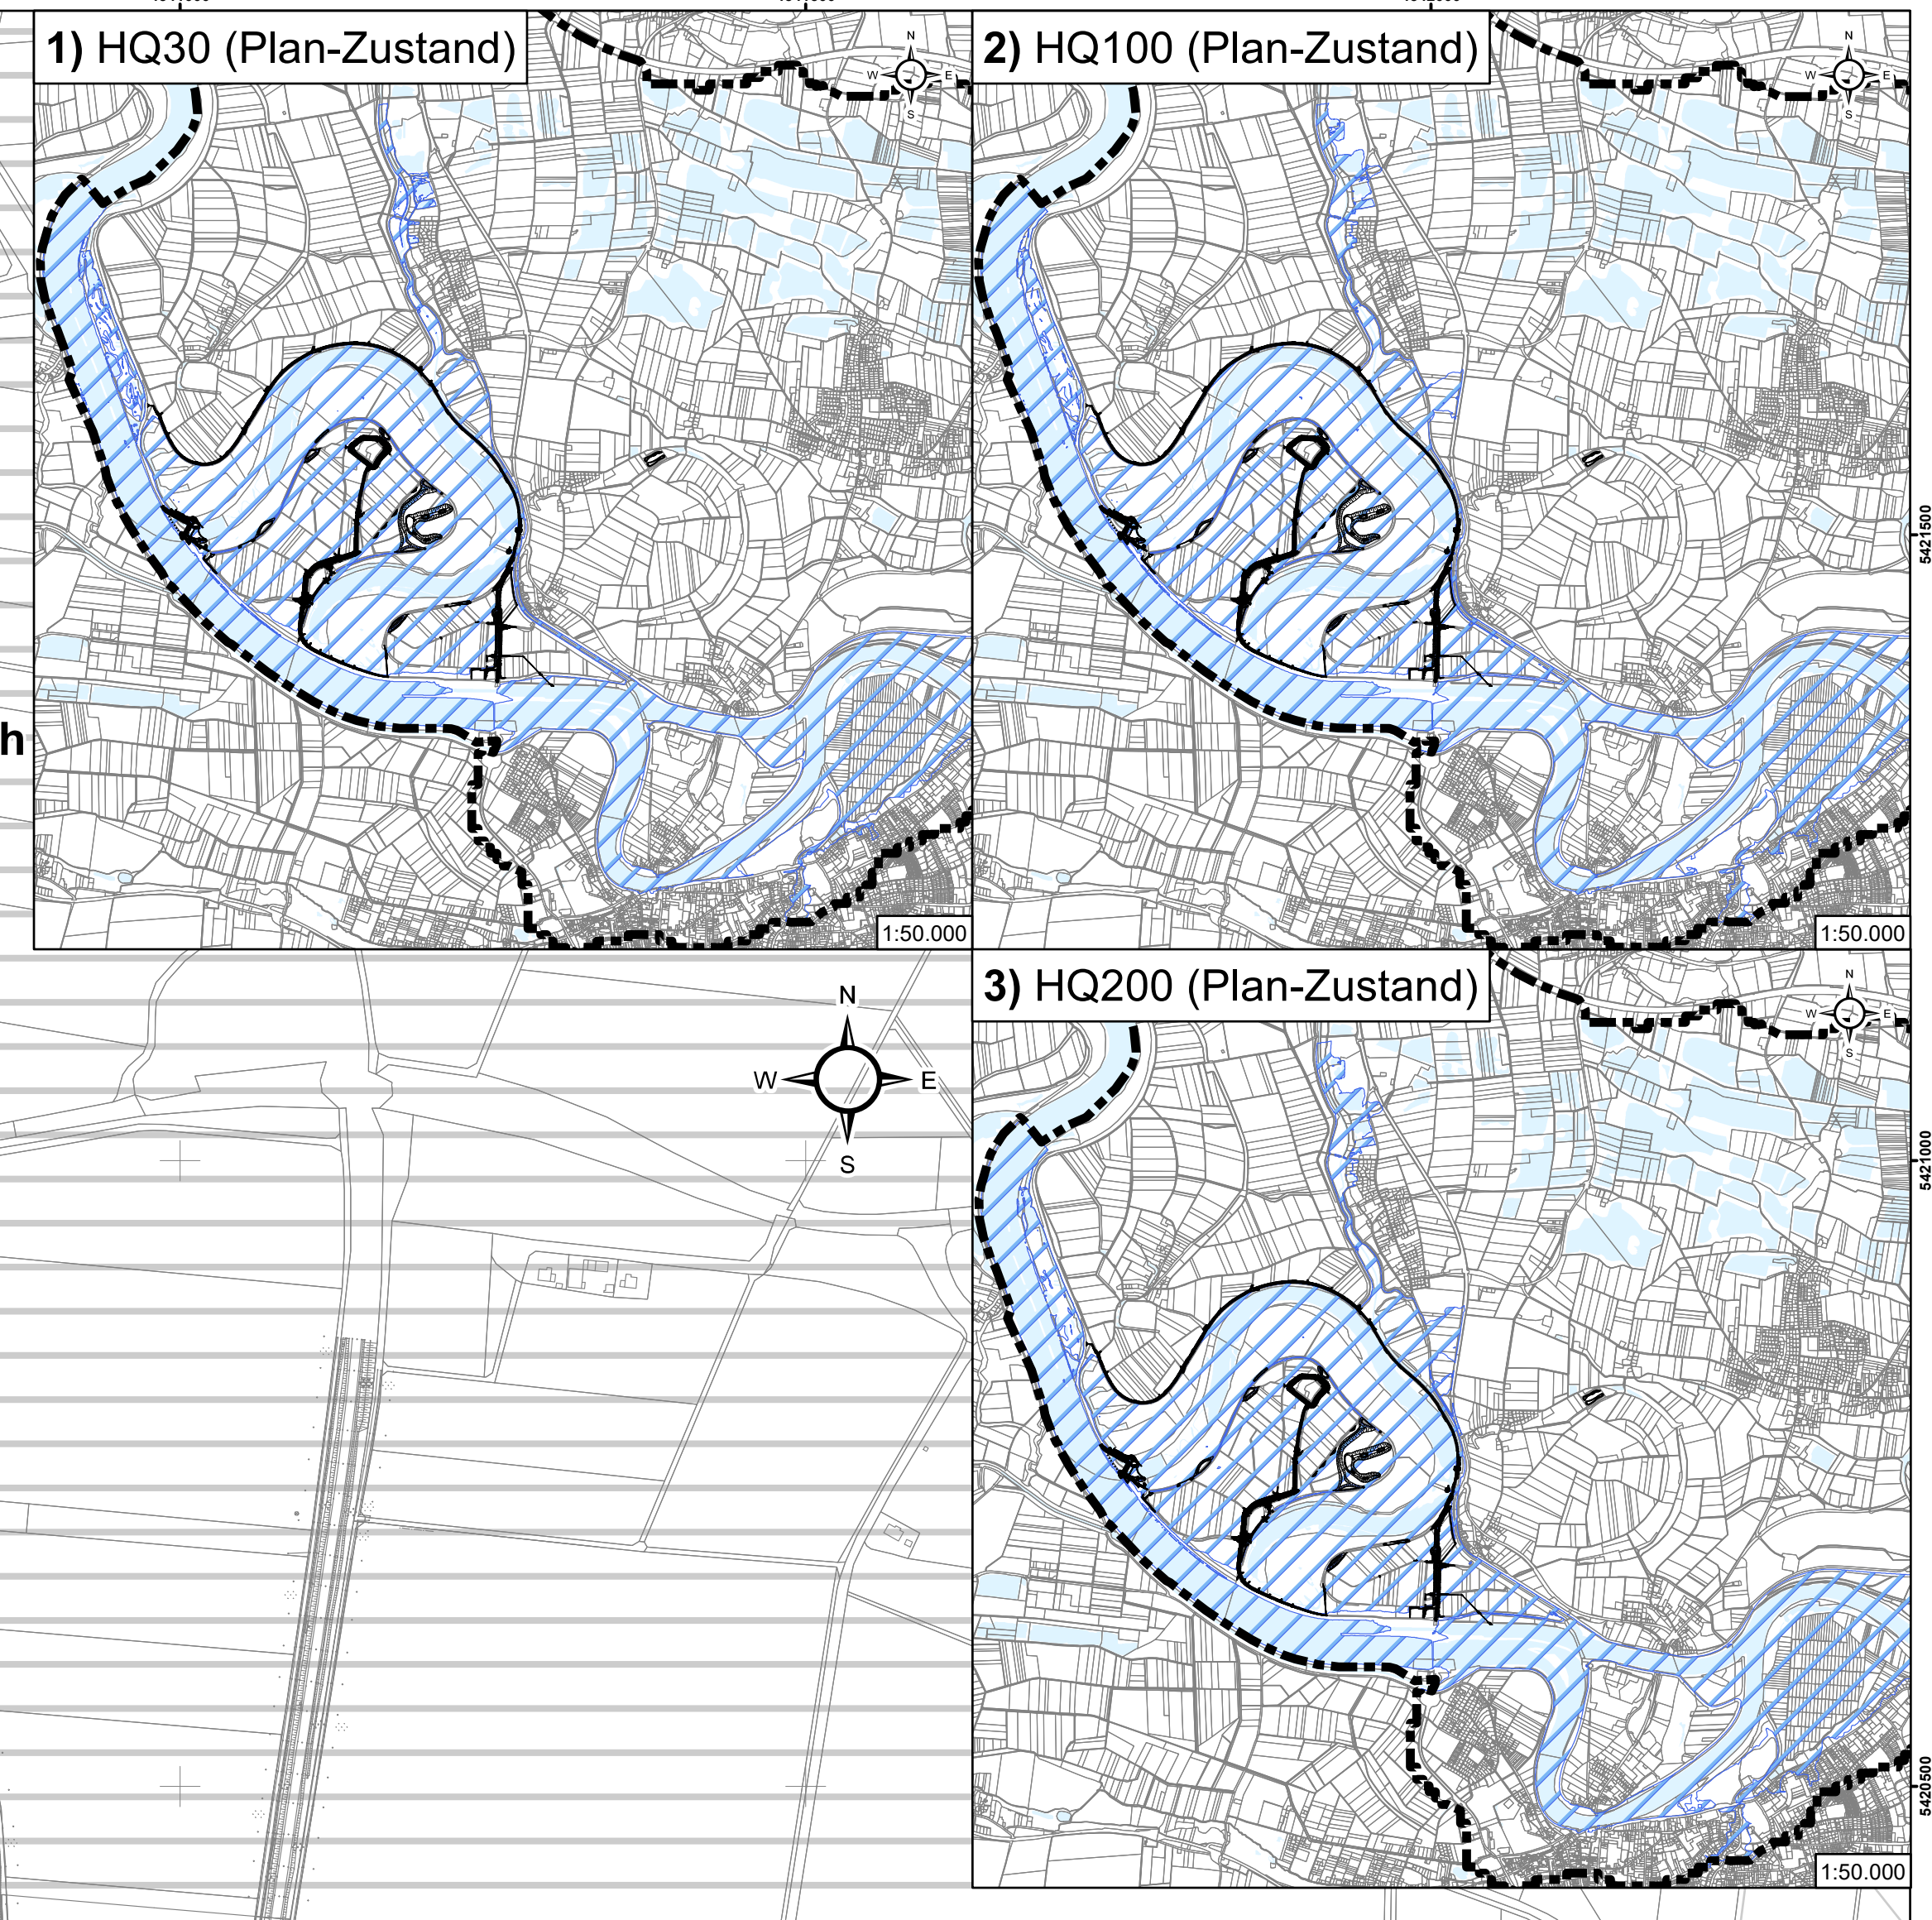 1) HQ30 (Plan-Zustand)
N
W
E
S
1:50.000
2) HQ100 (Plan-Zustand)
N
W
E
S
1:50.000
5421500
h
N
W
E
S
3) HQ200 (Plan-Zustand)
N
W
E
S
1:50.000
5421000
5420500